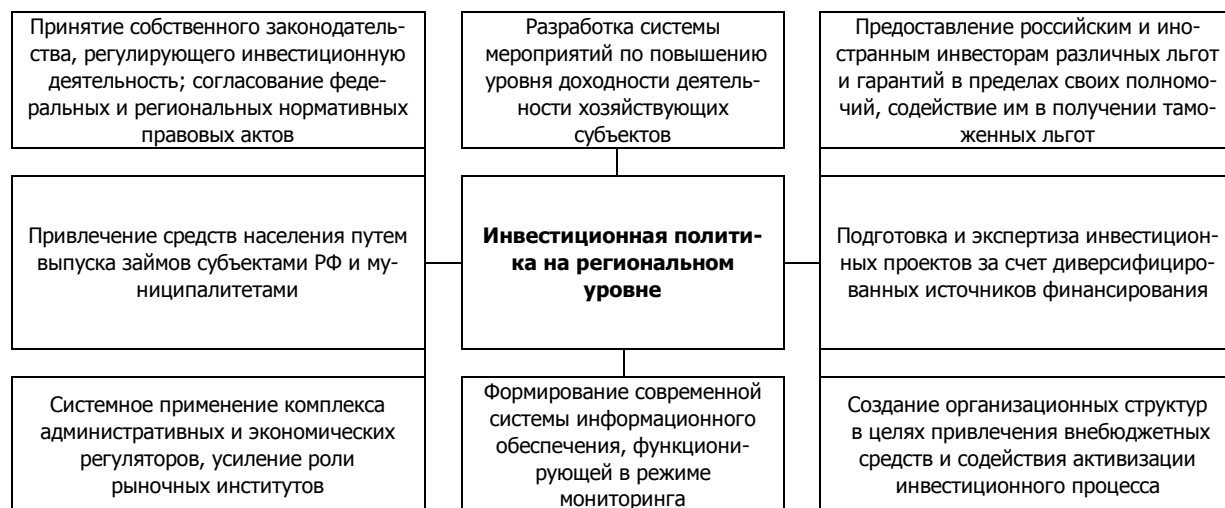 Принятие собственного законодатель-
ства, регулирующего инвестиционную
деятельность; согласование феде-
ральных и региональных нормативных
правовых актов
Разработка системы
мероприятий по повышению
уровня доходности деятель-
ности хозяйствующих
субъектов
Предоставление российским и ино-
странным инвесторам различных льгот
и гарантий в пределах своих полномо-
чий, содействие им в получении тамо-
женных льгот
Привлечение средств населения путем
выпуска займов субъектами РФ и му-
ниципалитетами
Инвестиционная полити-
ка на региональном
уровне
Подготовка и экспертиза инвестицион-
ных проектов за счет диверсифициро-
ванных источников финансирования
Системное применение комплекса
административных и экономических
регуляторов, усиление роли
рыночных институтов
Формирование современной
системы информационного
обеспечения, функциони-
рующей в режиме
мониторинга
Создание организационных структур
в целях привлечения внебюджетных
средств и содействия активизации
инвестиционного процесса